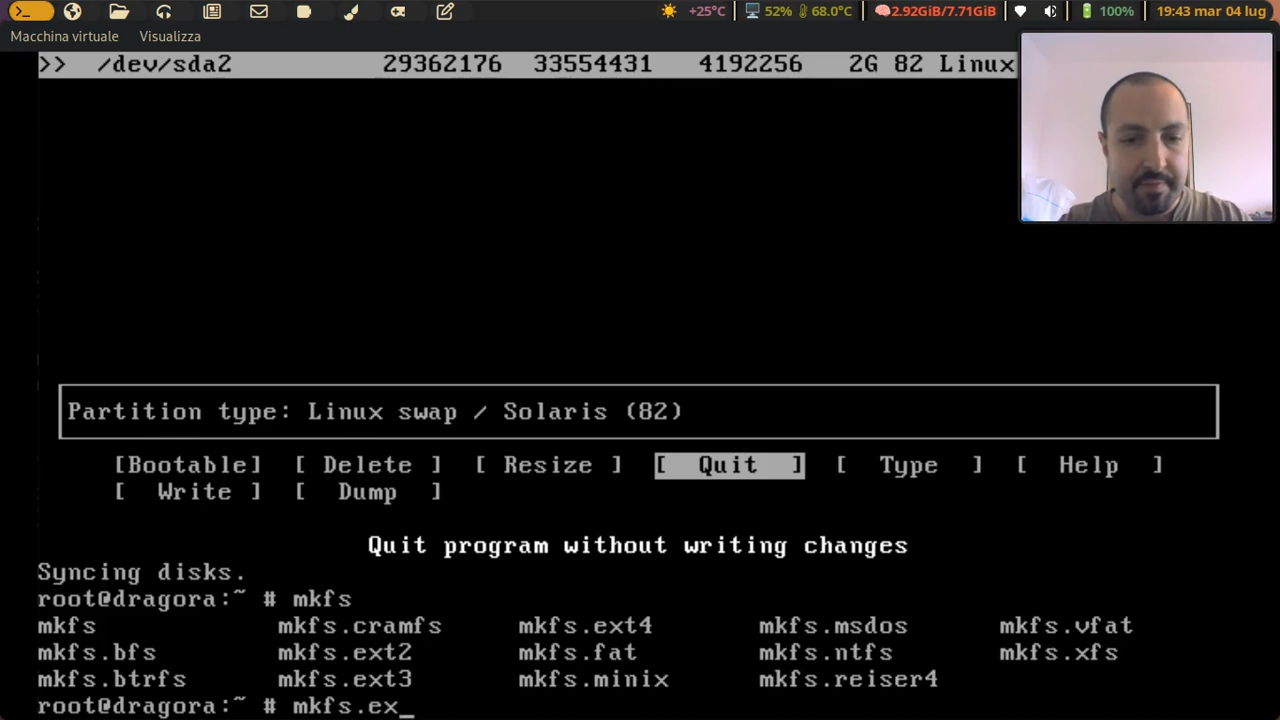 +25°C 52% 68.0°C 2.92GiB/7.71GiB 100% 19:43 mar 04 lug
Macchina virtuale Visualizza
>> /dev/sda2 29362176 33554431 4192256 2G 82 Linux
Partition type: Linux swap / Solaris (82)
[Bootable] [ Delete ] [ Resize ] [ Quit ] [ Type ] [ Help ]
[ Write ] [ Dump ]
Quit program without writing changes
Syncing disks.
root@dragora:~ # mkfs
mkfs mkfs.cramfs mkfs.ext4 mkfs.msdos mkfs.vfat
mkfs.bfs mkfs.ext2 mkfs.fat mkfs.ntfs mkfs.xfs
mkfs.btrfs mkfs.ext3 mkfs.minix mkfs.reiser4
root@dragora:~ # mkfs.ex_